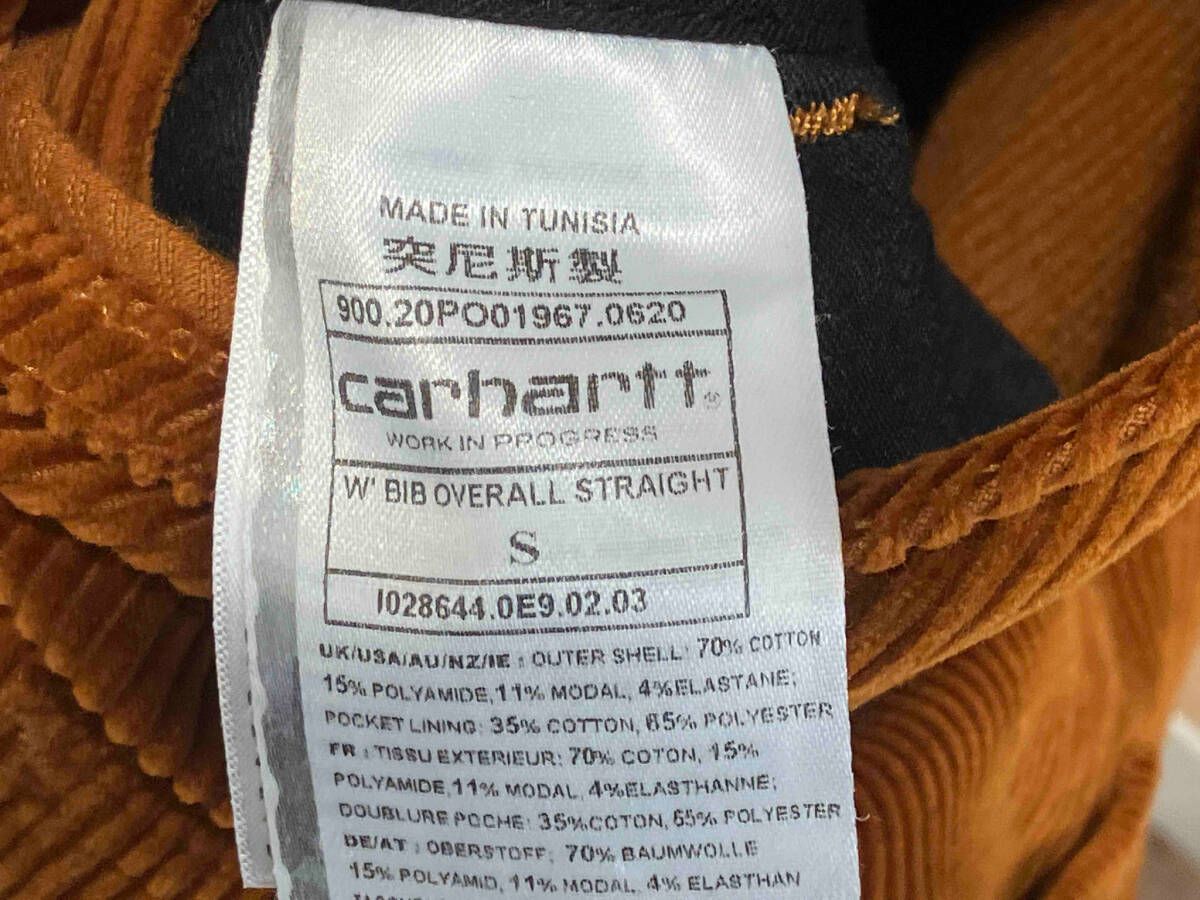 MADE IN TUNISIA
突尼斯製
900.20PO01967.0620
carhartt®
WORK IN PROGRESS
W' BIB OVERALL STRAIGHT
S
I028644.0E9.02.03
UK/USA/AU/NZ/IE : OUTER SHELL: 70% COTTON
15% POLYAMIDE, 11% MODAL, 4%ELASTANE;
POCKET LINING: 35% COTTON, 65% POLYESTER
FR : TISSU EXTERIEUR: 70% COTON, 15%
POLYAMIDE, 11% MODAL, 4%ELASTHANNE;
DOUBLURE POCHE: 35%COTON, 65% POLYESTER
DE/AT : OBERSTOFF: 70% BAUMWOLLE
15% POLYAMID, 11% MODAL, 4% ELASTHAN